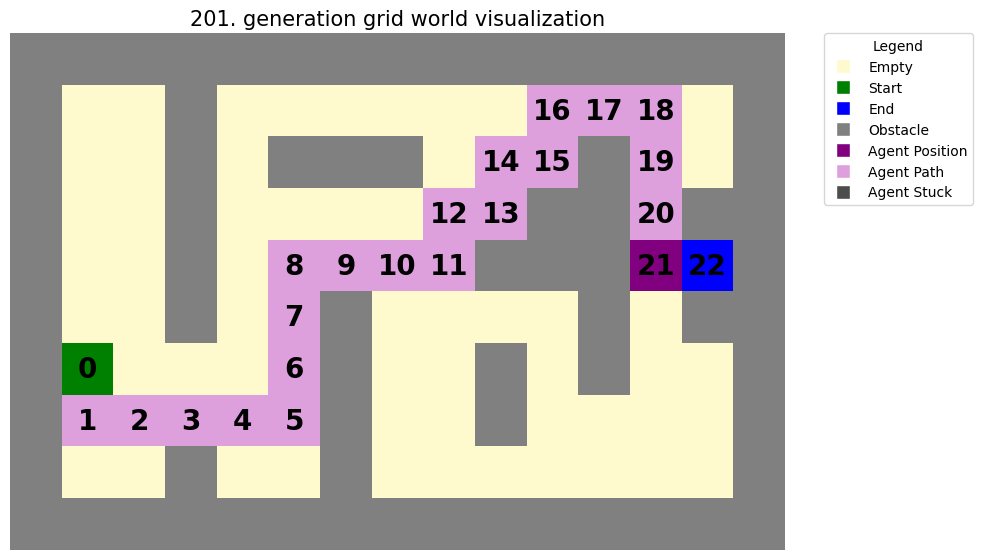 201. generation grid world visualization
Legend
Empty
Start
End
Obstacle
Agent Position
Agent Path
Agent Stuck
16 17 18
14 15 19
12 13 20
8 9 10 11 21 22
7
0 6
1 2 3 4 5